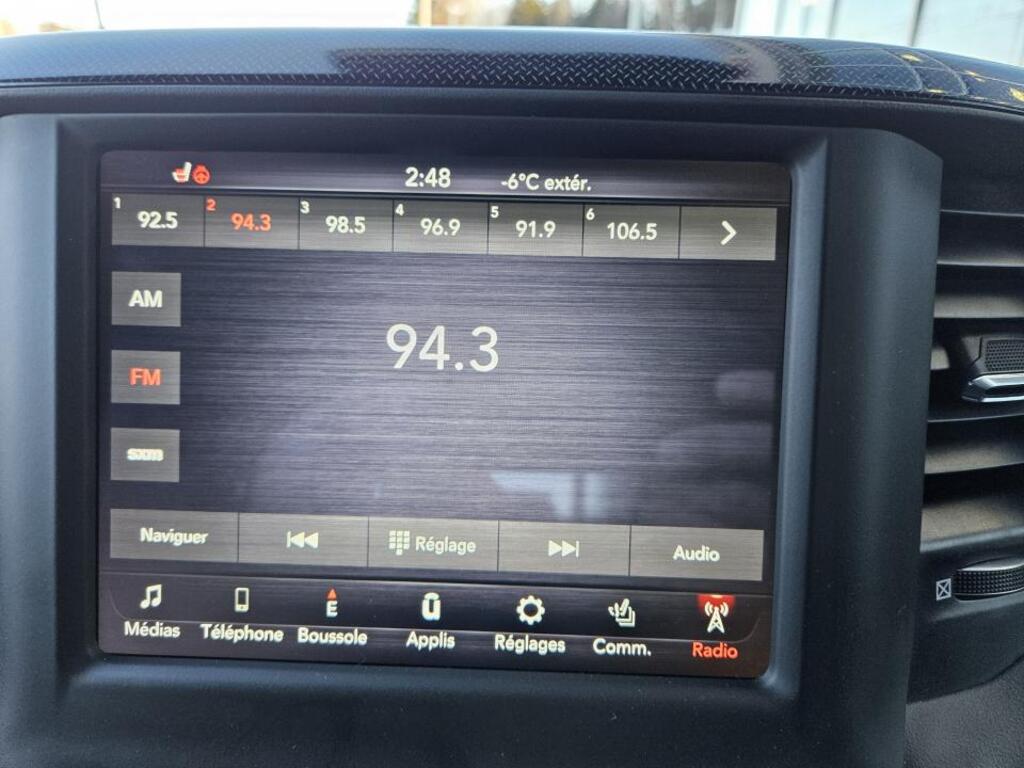 2:48 -6°C extér.
1 92.5 2 94.3 3 98.5 4 96.9 5 91.9 6 106.5
AM
94.3
FM
sxm
Naviguer Réglage Audio
E
Médias Téléphone Boussole Applis Réglages Comm. Radio